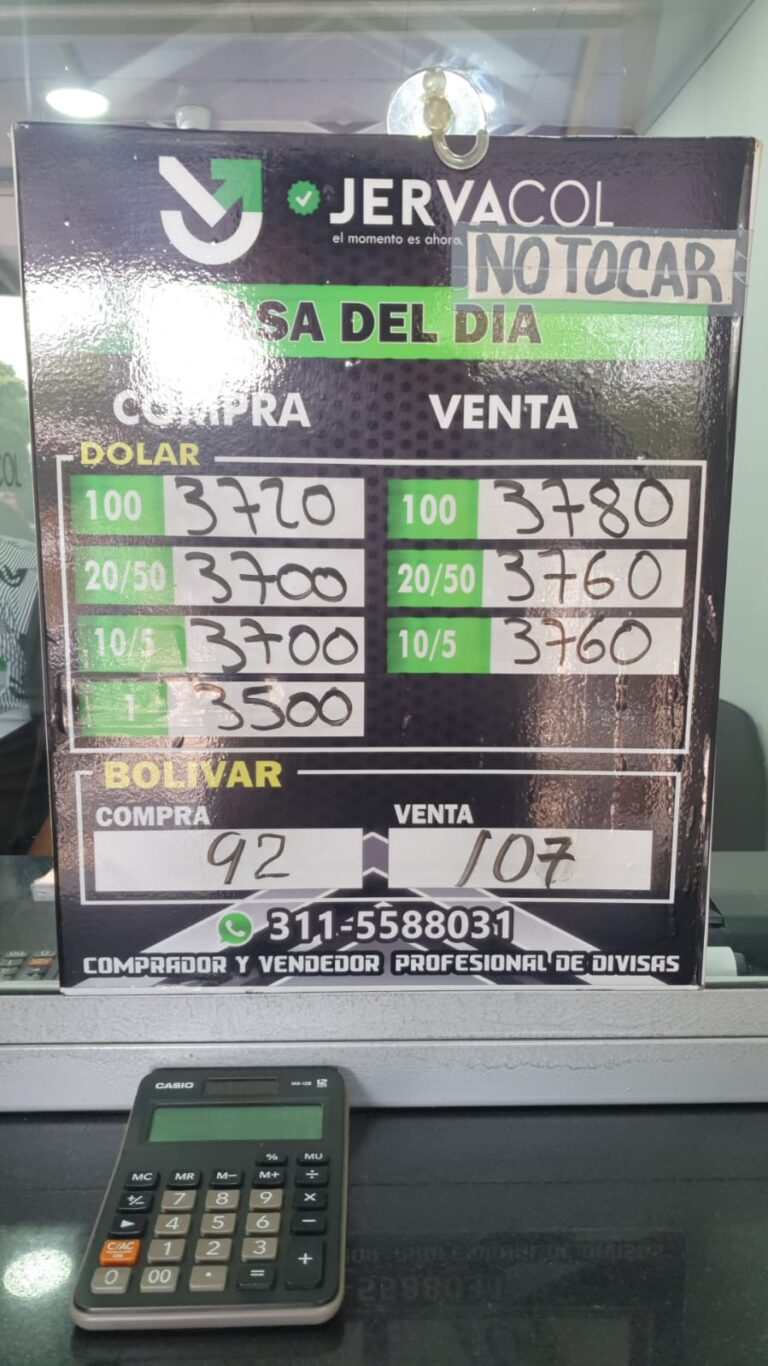 JERVACOL
el momento es ahora
NO TOCAR
ASA DEL DIA
COMPRA VENTA
DOLAR
100 3720 100 3780
20/50 3700 20/50 3760
10/5 3700 10/5 3760
1 3500
BOLIVAR
COMPRA VENTA
92 107
311-5588031
COMPRADOR Y VENDEDOR PROFESIONAL DE DIVISAS
CASIO 12
% MU
MC MR M− M+ ÷
+/− 7 8 9 ×
▶ 4 5 6 −
C/AC 1 2 3 +
0 00 · =